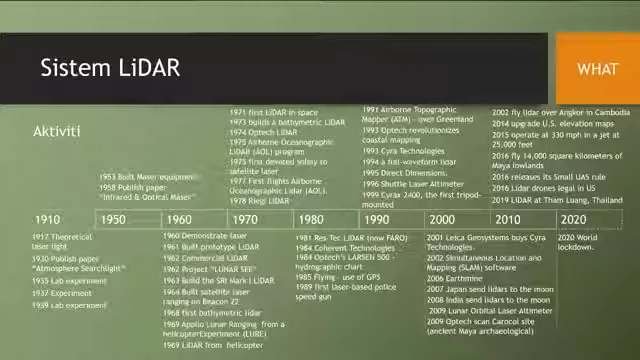 Sistem LiDAR
WHAT
Aktiviti
1953 Built Maser equipment
1958 Publish paper
"Infrared & Optical Maser"
1971 first LiDAR in space
1973 builds a bathymetric LiDAR
1974 Optech LiDAR
1975 Airborne Oceanographic
LiDAR (AOL) program
1975 first devoted solisy to
satellite laser
1977 First flights Airborne
Oceanographic Lidar (AOL).
1978 Riegl LiDAR
1991 Airborne Topographic
Mapper (ATM) - over Greenland
1993 Optech revolutionizes
coastal mapping
1993 Cyra Technologies
1994 a full-waveform lidar
1995 Direct Dimensions.
1996 Shuttle Laser Altimeter
1999 Cyrax 2400, the first tripod-
mounted
2002 fly lidar over Angkor in Cambodia
2014 upgrade U.S. elevation maps
2015 operate at 330 mph in a jet at
25,000 feet
2016 fly 14,000 square kilometers of
Maya lowlands
2016 releases its Small UAS rule
2016 Lidar drones legal in US
2019 LiDAR at Tham Luang, Thailand
1910 1950 1960 1970 1980 1990 2000 2010 2020
1917 Theoretical
laser light
1930 Publish paper
"Atmosphere Searchlight"
1935 Lab experiment
1937 Experiment
1939 Lab experiment
1960 Demonstrate laser
1961 Built prototype LiDAR
1962 Commercial LiDAR
1962 Project "LUNAR SEE"
1963 Build the SRI Mark I LiDAR
1964 Built satellite laser
ranging on Beacon 22
1968 first bathymetric lidar
1969 Apollo Lunar Ranging from a
helicopterExperiment (LURE)
1969 LiDAR from helicopter
1981 Res-Tec LiDAR (now FARO)
1984 Coherent Technologies
1984 Optech's LARSEN 500 -
hydrographic chart
1985 Flying - use of GPS
1989 first laser-based police
speed gun
2001 Leica Geosystems buys Cyra
Technologies.
2002 Simultaneous Location and
Mapping (SLAM) software
2006 Earthmine
2007 Japan send lidars to the moon
2008 India send lidars to the moon
2009 Lunar Orbital Laser Altimeter
2009 Optech scan Carocol site
(ancient Maya archaeological)
2020 World
lockdown.